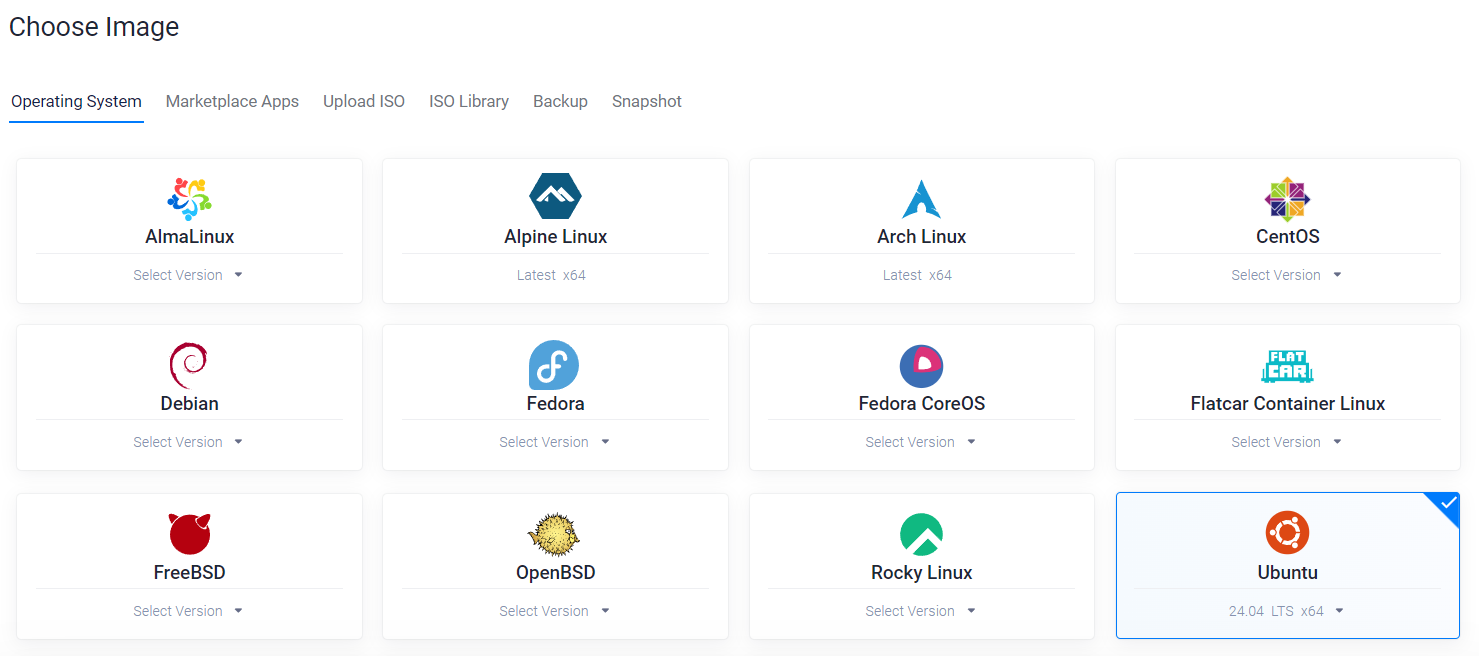 Choose Image
Operating System Marketplace Apps Upload ISO ISO Library Backup Snapshot
AlmaLinux
Select Version
Alpine Linux
Latest x64
Arch Linux
Latest x64
CentOS
Select Version
Debian
Select Version
Fedora
Select Version
Fedora CoreOS
Select Version
FLAT
CAR
Flatcar Container Linux
Select Version
FreeBSD
Select Version
OpenBSD
Select Version
Rocky Linux
Select Version
Ubuntu
24.04 LTS x64